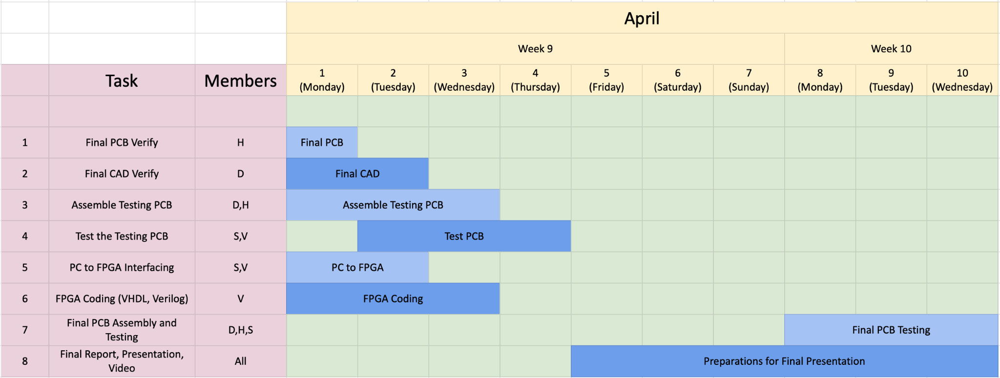 April
Week 9 Week 10
Task Members 1 2 3 4 5 6 7 8 9 10
(Monday) (Tuesday) (Wednesday) (Thursday) (Friday) (Saturday) (Sunday) (Monday) (Tuesday) (Wednesday)
1 Final PCB Verify H Final PCB
2 Final CAD Verify D Final CAD
3 Assemble Testing PCB D,H Assemble Testing PCB
4 Test the Testing PCB S,V Test PCB
5 PC to FPGA Interfacing S,V PC to FPGA
6 FPGA Coding (VHDL, Verilog) V FPGA Coding
7 Final PCB Assembly and
Testing D,H,S Final PCB Testing
8 Final Report, Presentation,
Video All Preparations for Final Presentation